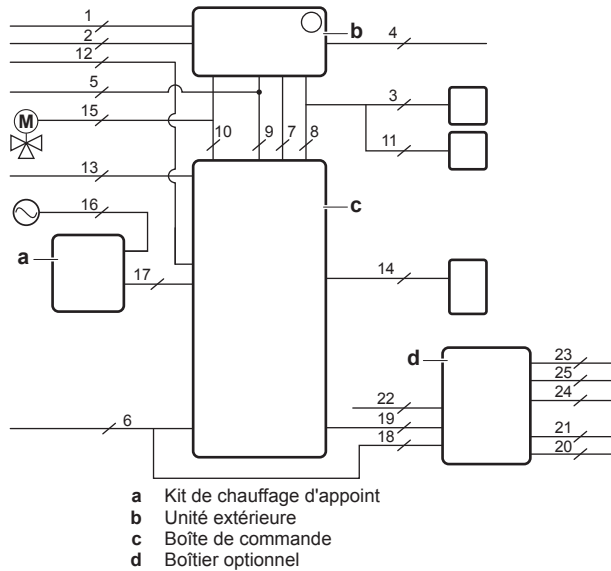 1
2
12
b
4
5
3
15
M
10
9
7
8
11
13
c
16
a
17
14
d
23
25
24
22
19
6
18
21
20
a Kit de chauffage d'appoint
b Unité extérieure
c Boîte de commande
d Boîtier optionnel